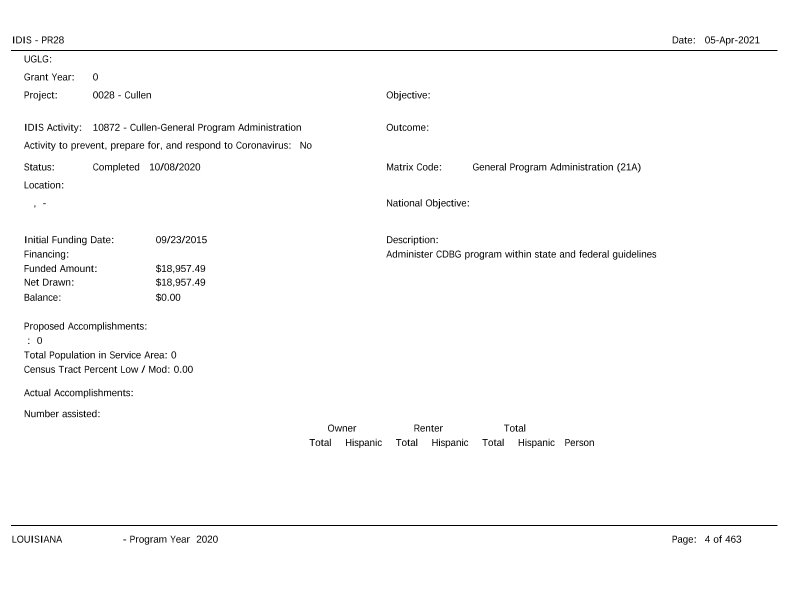 IDIS - PR28 Date: 05-Apr-2021
UGLG:
Grant Year: 0
Project: 0028 - Cullen Objective:
IDIS Activity: 10872 - Cullen-General Program Administration Outcome:
Activity to prevent, prepare for, and respond to Coronavirus: No
Status: Completed 10/08/2020 Matrix Code: General Program Administration (21A)
Location:
, - National Objective:
Initial Funding Date: 09/23/2015 Description:
Financing: Administer CDBG program within state and federal guidelines
Funded Amount: $18,957.49
Net Drawn: $18,957.49
Balance: $0.00
Proposed Accomplishments:
: 0
Total Population in Service Area: 0
Census Tract Percent Low / Mod: 0.00
Actual Accomplishments:
Number assisted:
Owner Renter Total
Total Hispanic Total Hispanic Total Hispanic Person
LOUISIANA - Program Year 2020 Page: 4 of 463